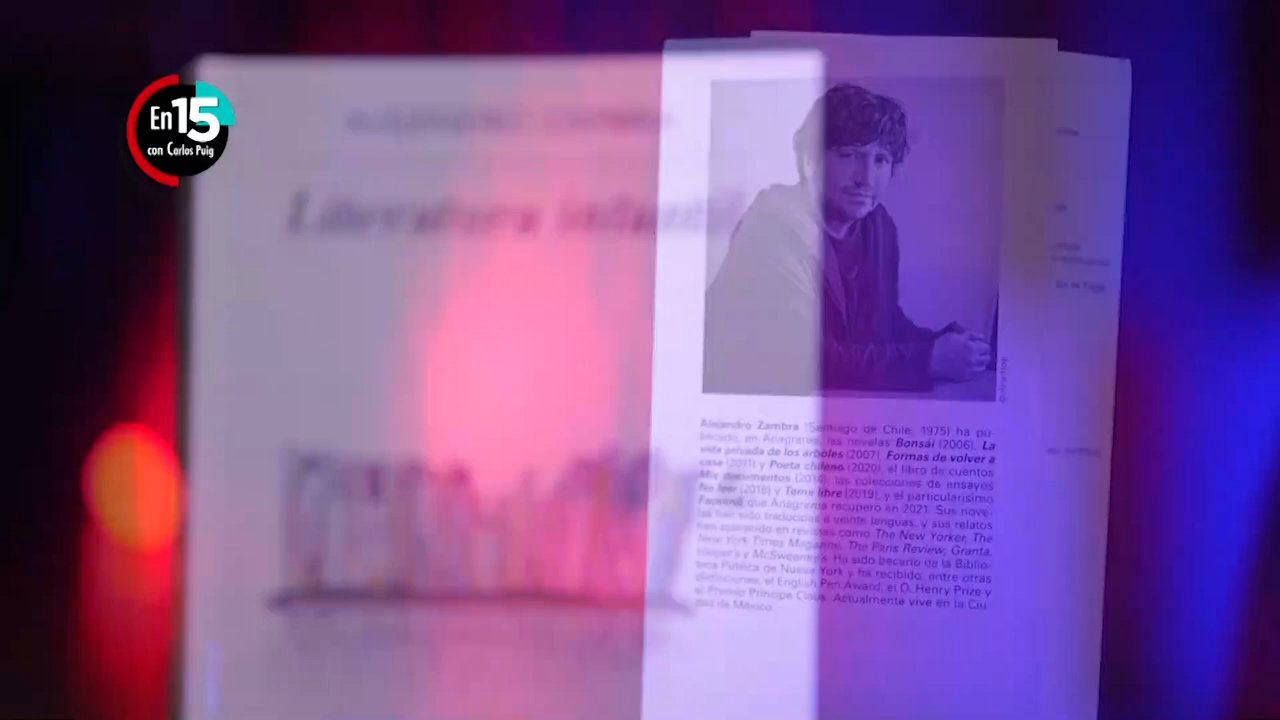 En 15
con Carlos Puig
Literatura infantil
Alejandro Zambra (Santiago de Chile, 1975) ha pu-
blicado, en Anagrama, las novelas Bonsái (2006), La
vida privada de los árboles (2007), Formas de volver a
casa (2011) y Poeta chileno (2020), el libro de cuentos
Mis documentos (2013), las colecciones de ensayos
No leer (2018) y Tema libre (2019), y el particularísimo
Facsímil, que Anagrama recuperó en 2021. Sus nove-
las han sido traducidas a veinte lenguas, y sus relatos
han aparecido en revistas como The New Yorker, The
New York Times Magazine, The Paris Review, Granta,
Harper's y McSweeney's. Ha sido becario de la Biblio-
teca Pública de Nueva York y ha recibido, entre otras
distinciones, el English Pen Award, el O. Henry Prize y
el Premio Príncipe Claus. Actualmente vive en la Ciu-
dad de México.